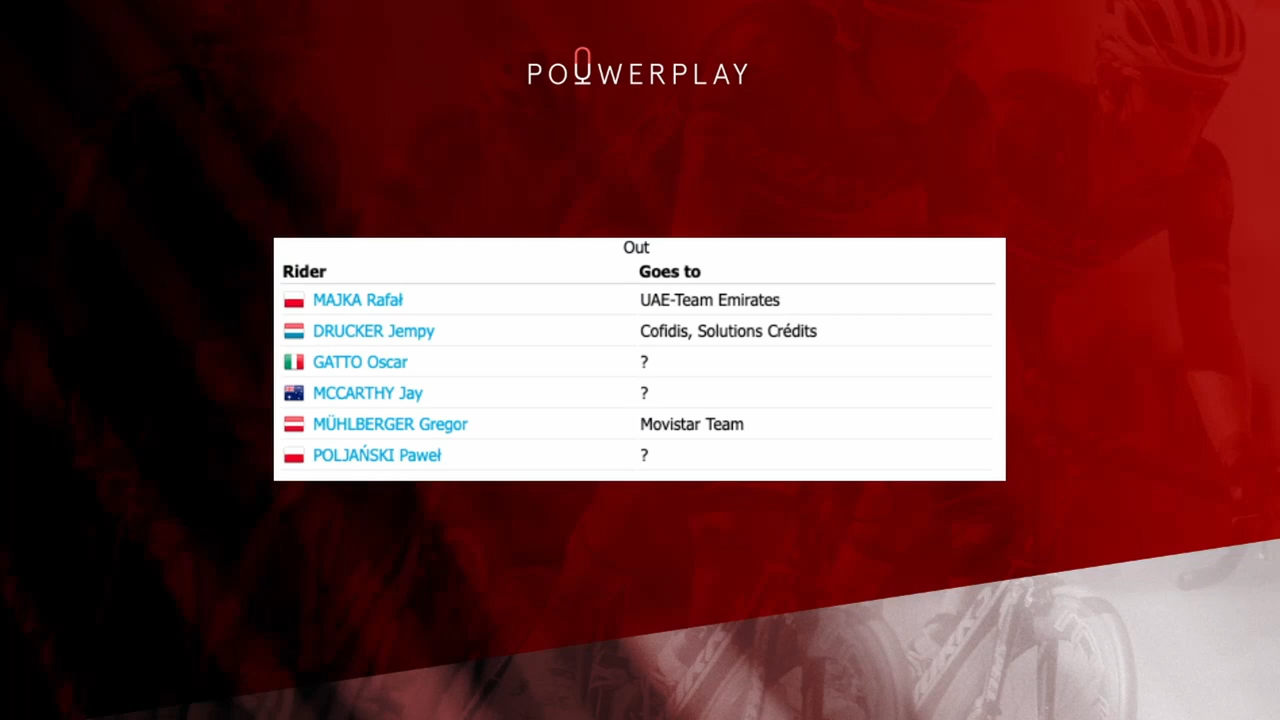 POWERPLAY
Out
Rider Goes to
MAJKA Rafał UAE-Team Emirates
DRUCKER Jempy Cofidis, Solutions Crédits
GATTO Oscar ?
MCCARTHY Jay ?
MÜHLBERGER Gregor Movistar Team
POLJAŃSKI Paweł ?